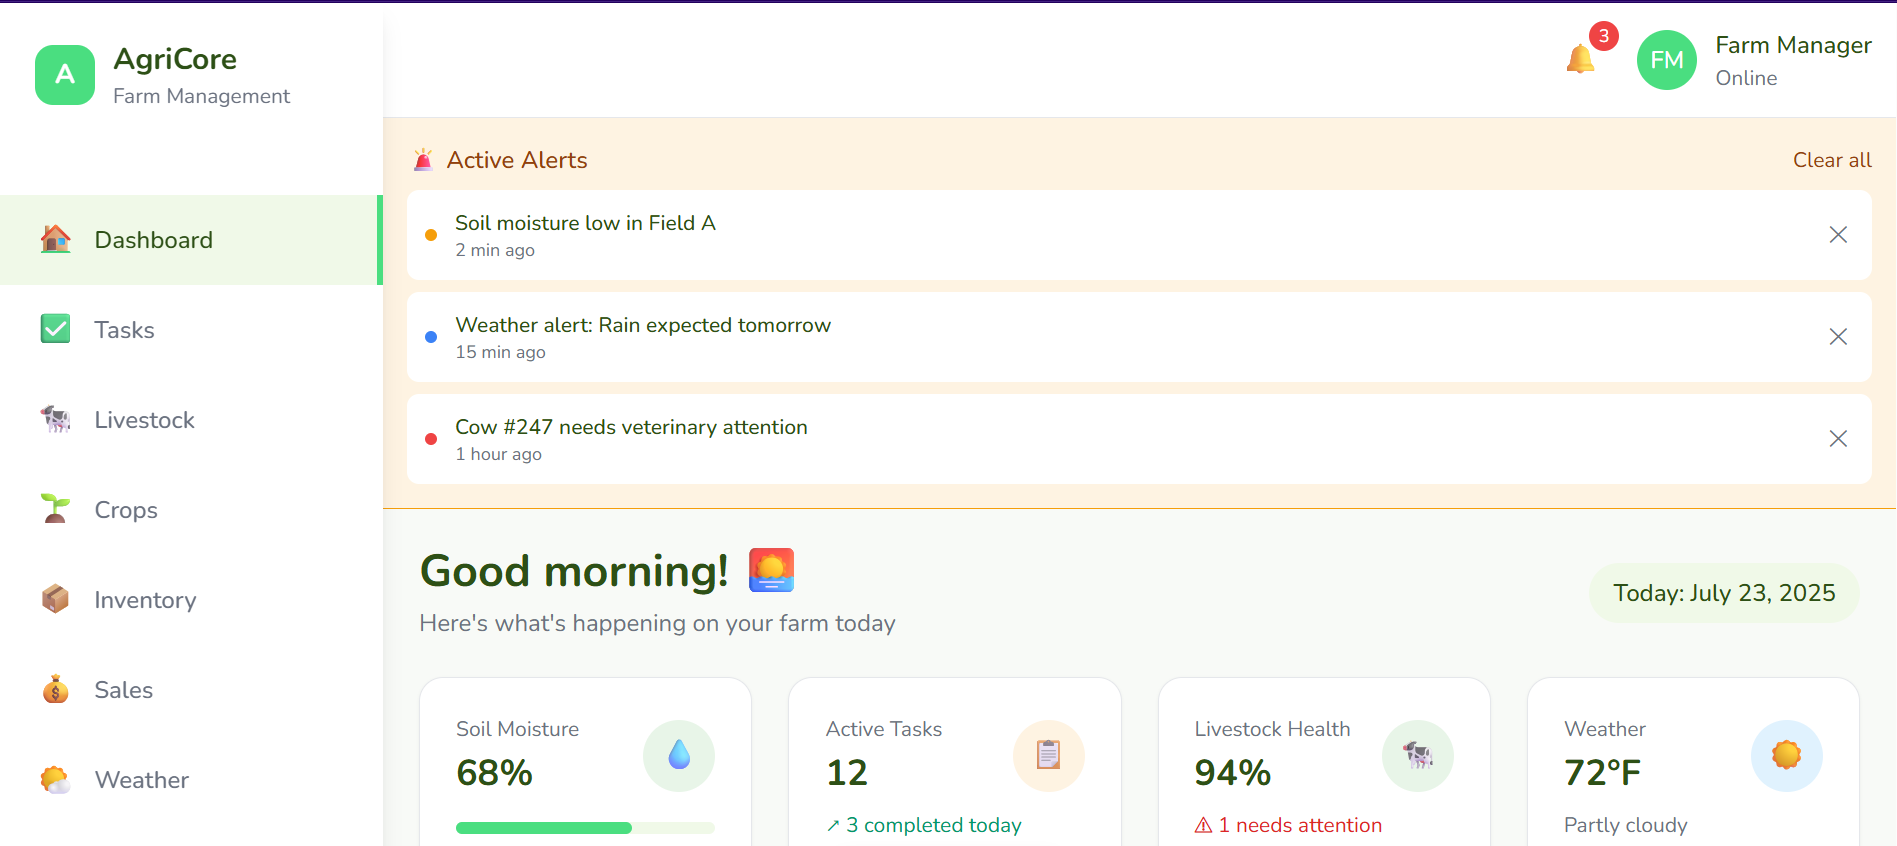 A
AgriCore
Farm Management
Dashboard
Tasks
Livestock
Crops
Inventory
Sales
Weather
3
FM
Farm Manager
Online
Active Alerts
Clear all
Soil moisture low in Field A
2 min ago
Weather alert: Rain expected tomorrow
15 min ago
Cow #247 needs veterinary attention
1 hour ago
Good morning!
Here's what's happening on your farm today
Today: July 23, 2025
Soil Moisture
68%
Active Tasks
12
↗ 3 completed today
Livestock Health
94%
⚠ 1 needs attention
Weather
72°F
Partly cloudy